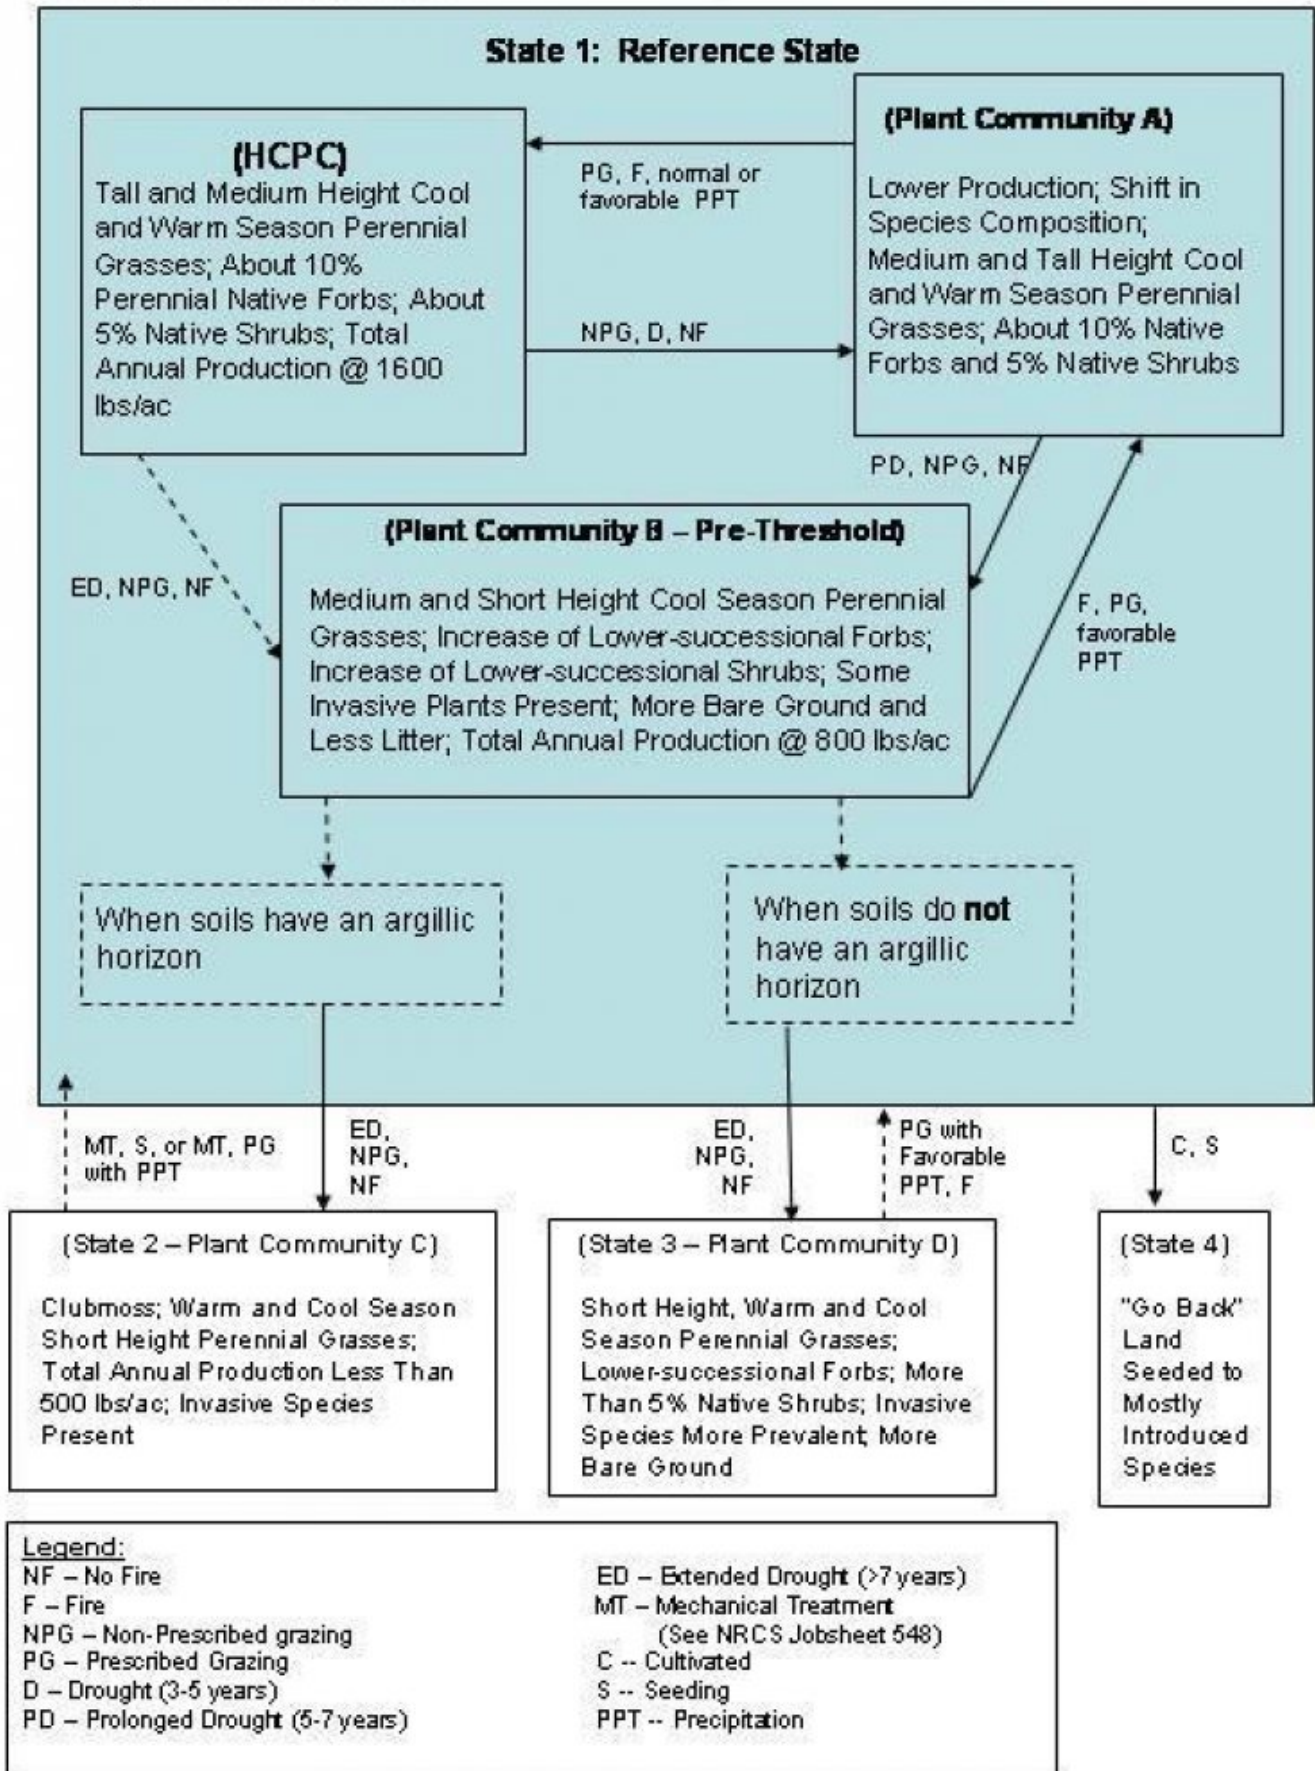 State 1: Reference State
(HCPC)
Tall and Medium Height Cool
and Warm Season Perennial
Grasses; About 10%
Perennial Native Forbs; About
5% Native Shrubs; Total
Annual Production @ 1600
lbs/ac
PG, F, normal or
favorable PPT
NPG, D, NF
(Plant Community A)
Lower Production; Shift in
Species Composition;
Medium and Tall Height Cool
and Warm Season Perennial
Grasses; About 10% Native
Forbs and 5% Native Shrubs
PD, NPG, NF
ED, NPG, NF
(Plant Community B – Pre-Threshold)
Medium and Short Height Cool Season Perennial
Grasses; Increase of Lower-successional Forbs;
Increase of Lower-successional Shrubs; Some
Invasive Plants Present; More Bare Ground and
Less Litter; Total Annual Production @ 800 lbs/ac
F, PG,
favorable
PPT
When soils have an argillic
horizon
When soils do not
have an argillic
horizon
MT, S, or MT, PG
with PPT
ED,
NPG,
NF
ED,
NPG,
NF
PG with
Favorable
PPT, F
C, S
(State 2 – Plant Community C)
Clubmoss; Warm and Cool Season
Short Height Perennial Grasses;
Total Annual Production Less Than
500 lbs/ac; Invasive Species
Present
(State 3 – Plant Community D)
Short Height, Warm and Cool
Season Perennial Grasses;
Lower-successional Forbs; More
Than 5% Native Shrubs; Invasive
Species More Prevalent; More
Bare Ground
(State 4)
"Go Back"
Land
Seeded to
Mostly
Introduced
Species
Legend:
NF – No Fire
F – Fire
NPG – Non-Prescribed grazing
PG – Prescribed Grazing
D – Drought (3-5 years)
PD – Prolonged Drought (5-7 years)
ED – Extended Drought (>7 years)
MT – Mechanical Treatment
(See NRCS Jobsheet 548)
C -- Cultivated
S -- Seeding
PPT -- Precipitation